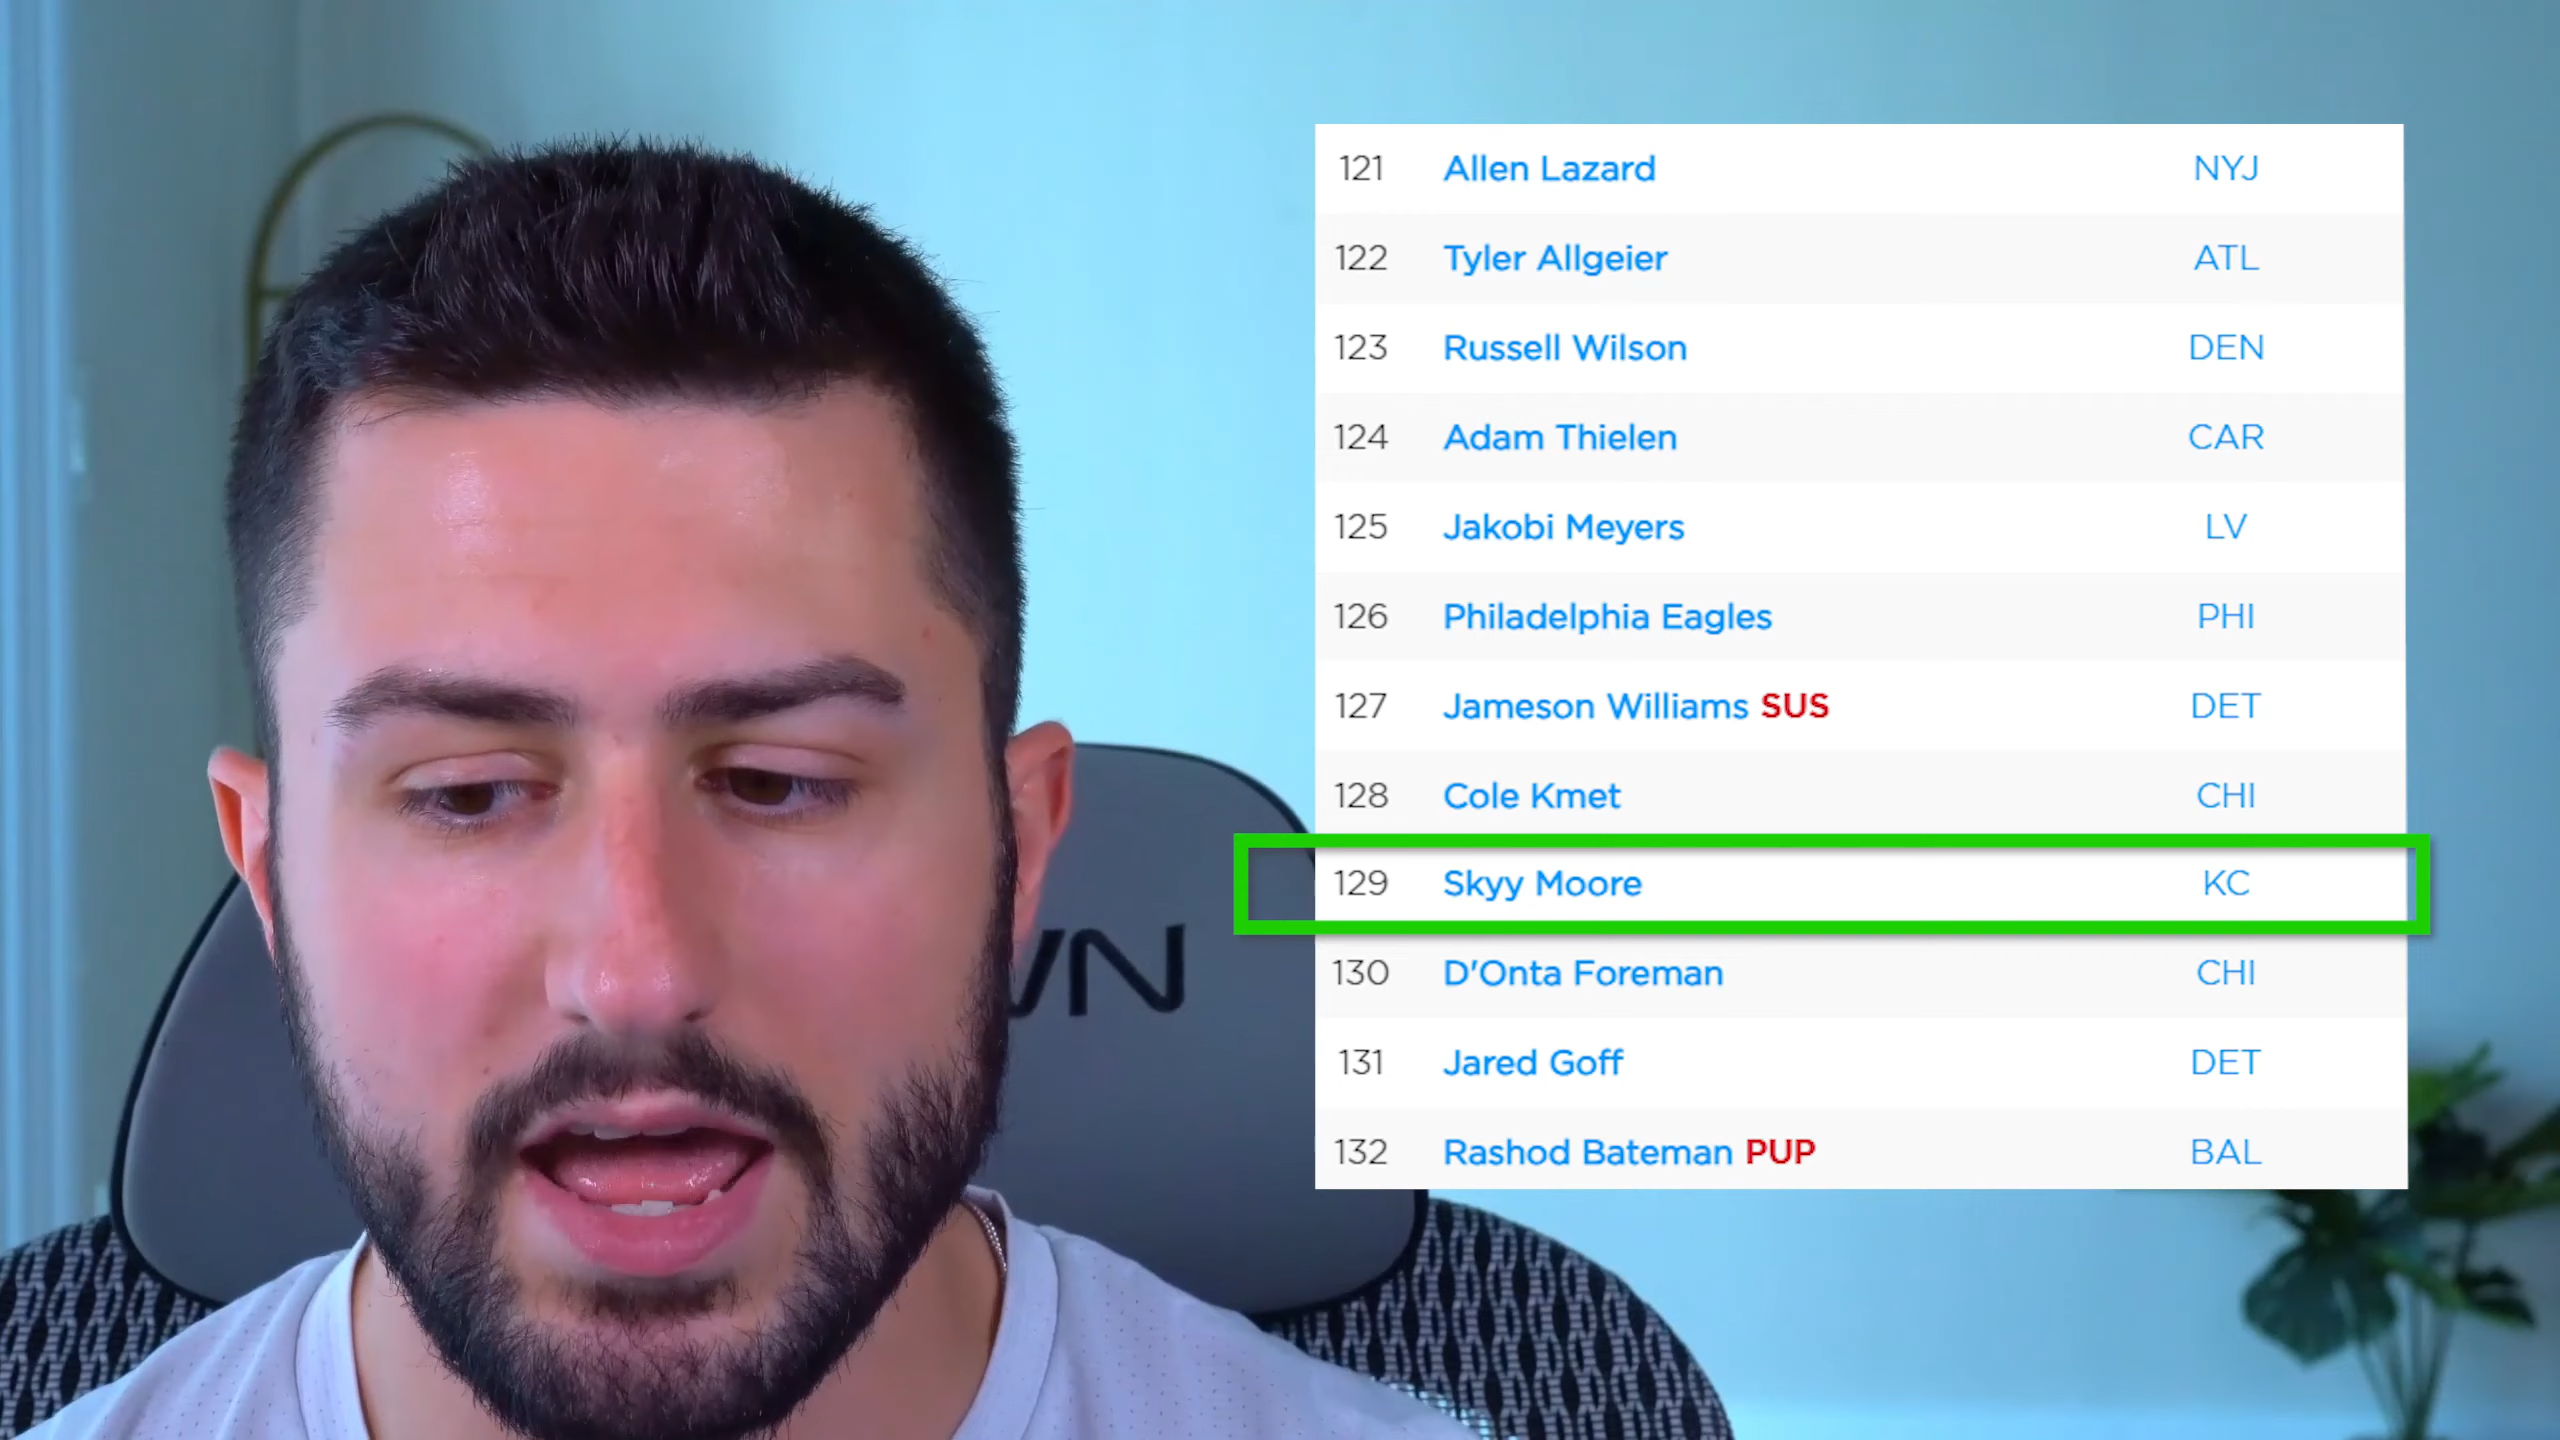 121 Allen Lazard NYJ
122 Tyler Allgeier ATL
123 Russell Wilson DEN
124 Adam Thielen CAR
125 Jakobi Meyers LV
126 Philadelphia Eagles PHI
127 Jameson Williams SUS DET
128 Cole Kmet CHI
129 Skyy Moore KC
130 D'Onta Foreman CHI
131 Jared Goff DET
132 Rashod Bateman PUP BAL